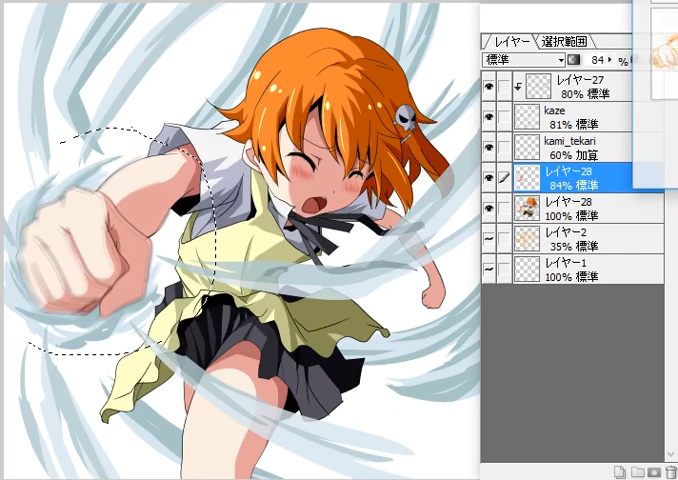 レイヤー 選択範囲
標準 84 %
レイヤー27
80% 標準
kaze
81% 標準
kami_tekari
60% 加算
レイヤー28
84% 標準
レイヤー28
100% 標準
レイヤー2
35% 標準
レイヤー1
100% 標準